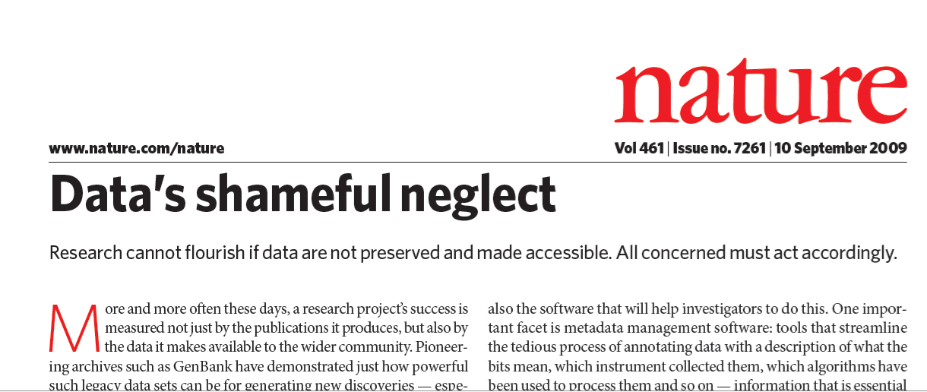 nature
www.nature.com/nature
Vol 461 | Issue no. 7261 | 10 September 2009
Data's shameful neglect
Research cannot flourish if data are not preserved and made accessible. All concerned must act accordingly.
More and more often these days, a research project's success is
measured not just by the publications it produces, but also by
the data it makes available to the wider community. Pioneer-
ing archives such as GenBank have demonstrated just how powerful
such legacy data sets can be for generating new discoveries — espe-
also the software that will help investigators to do this. One impor-
tant facet is metadata management software: tools that streamline
the tedious process of annotating data with a description of what the
bits mean, which instrument collected them, which algorithms have
been used to process them and so on — information that is essential